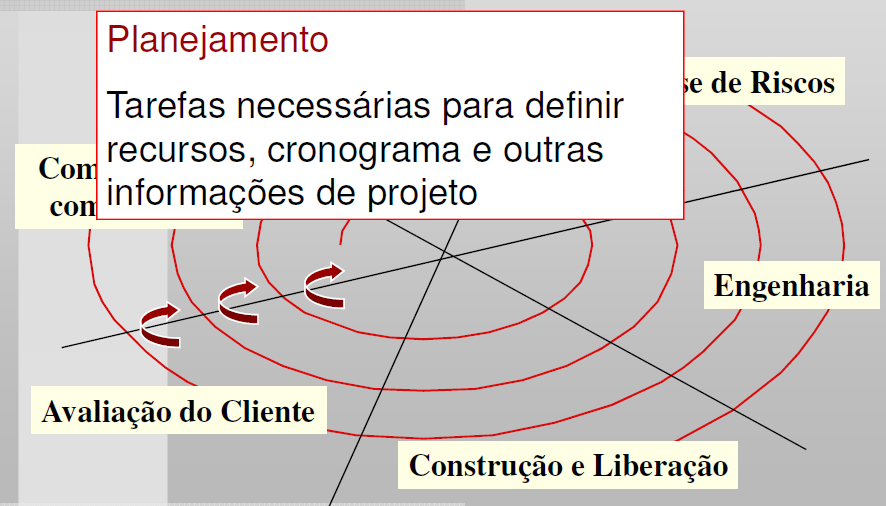 Planejamento
Tarefas necessárias para definir
recursos, cronograma e outras
informações de projeto
se de Riscos
Com
com
Engenharia
Avaliação do Cliente
Construção e Liberação